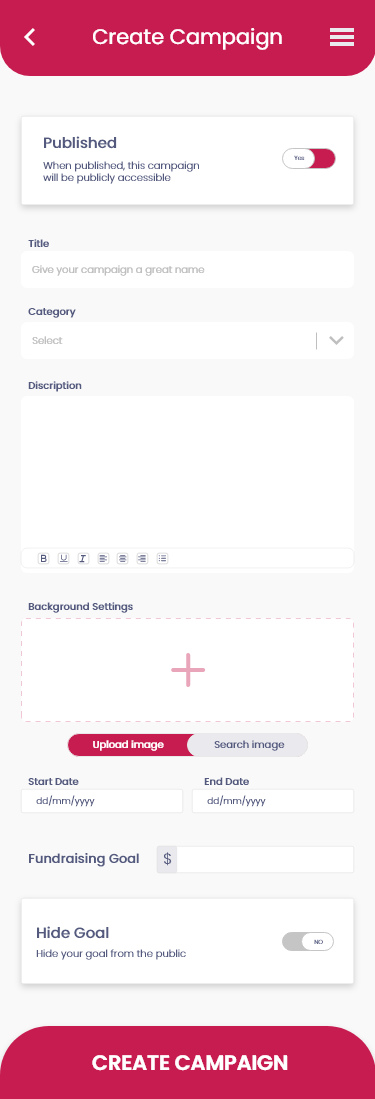 Create Campaign
Published
When published, this campaign
will be publicly accessible
Yes
Title
Give your campaign a great name
Category
Select
Discription
B U I
Background Settings
Upload image
Search image
Start Date
End Date
dd/mm/yyyy
dd/mm/yyyy
Fundraising Goal
$
Hide Goal
Hide your goal from the public
NO
CREATE CAMPAIGN